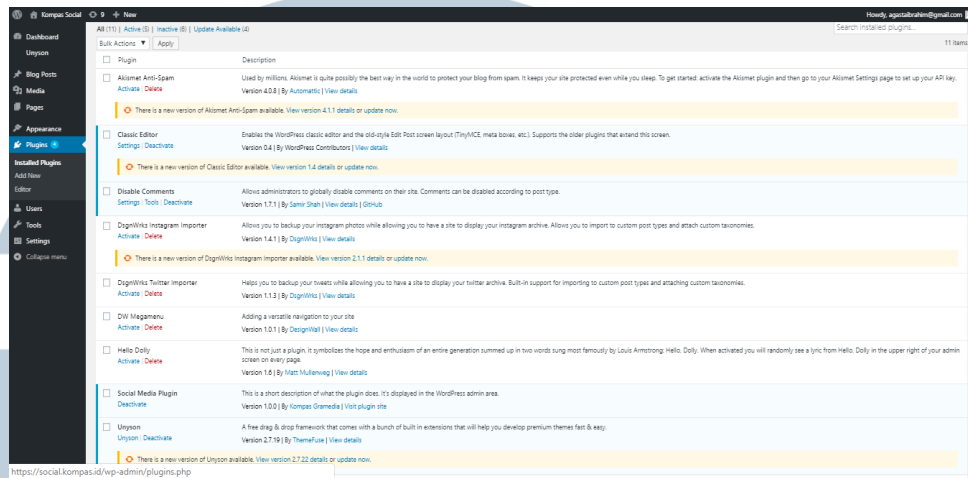 Kompas Social 9 + New Howdy, agastaibrahim@gmail.com
Dashboard
Unyson
Blog Posts
Media
Pages
Appearance
Plugins 4
Installed Plugins
Add New
Editor
Users
Tools
Settings
Collapse menu
All (11) | Active (5) | Inactive (6) | Update Available (4) Search installed plugins...
Bulk Actions ▼ Apply 11 items
Plugin Description
Akismet Anti-Spam Used by millions, Akismet is quite possibly the best way in the world to protect your blog from spam. It keeps your site protected even while you sleep. To get started: activate the Akismet plugin and then go to your Akismet Settings page to set up your API key.
Activate | Delete Version 4.0.8 | By Automattic | View details
There is a new version of Akismet Anti-Spam available. View version 4.1.1 details or update now.
Classic Editor Enables the WordPress classic editor and the old-style Edit Post screen layout (TinyMCE, meta boxes, etc.). Supports the older plugins that extend this screen.
Settings | Deactivate Version 0.4 | By WordPress Contributors | View details
There is a new version of Classic Editor available. View version 1.4 details or update now.
Disable Comments Allows administrators to globally disable comments on their site. Comments can be disabled according to post type.
Settings | Tools | Deactivate Version 1.7.1 | By Samir Shah | View details | GitHub
DsgnWrks Instagram Importer Allows you to backup your instagram photos while allowing you to have a site to display your instagram archive. Allows you to import to custom post types and attach custom taxonomies.
Activate | Delete Version 1.4.1 | By DsgnWrks | View details
There is a new version of DsgnWrks Instagram Importer available. View version 2.1.1 details or update now.
DsgnWrks Twitter Importer Helps you to backup your tweets while allowing you to have a site to display your twitter archive. Built-in support for importing to custom post types and attaching custom taxonomies.
Activate | Delete Version 1.1.3 | By DsgnWrks | View details
DW Megamenu Adding a versatile navigation to your site
Activate | Delete Version 1.0.1 | By DesignWall | View details
Hello Dolly This is not just a plugin, it symbolizes the hope and enthusiasm of an entire generation summed up in two words sung most famously by Louis Armstrong: Hello, Dolly. When activated you will randomly see a lyric from Hello, Dolly in the upper right of your admin
Activate | Delete screen on every page.
Version 1.6 | By Matt Mullenweg | View details
Social Media Plugin This is a short description of what the plugin does. It's displayed in the WordPress admin area.
Deactivate Version 1.0.0 | By Kompas Gramedia | Visit plugin site
Unyson A free drag & drop framework that comes with a bunch of built in extensions that will help you develop premium themes fast & easy.
Unyson | Deactivate Version 2.7.19 | By ThemeFuse | View details
There is a new version of Unyson available. View version 2.7.22 details or update now.
https://social.kompas.id/wp-admin/plugins.php